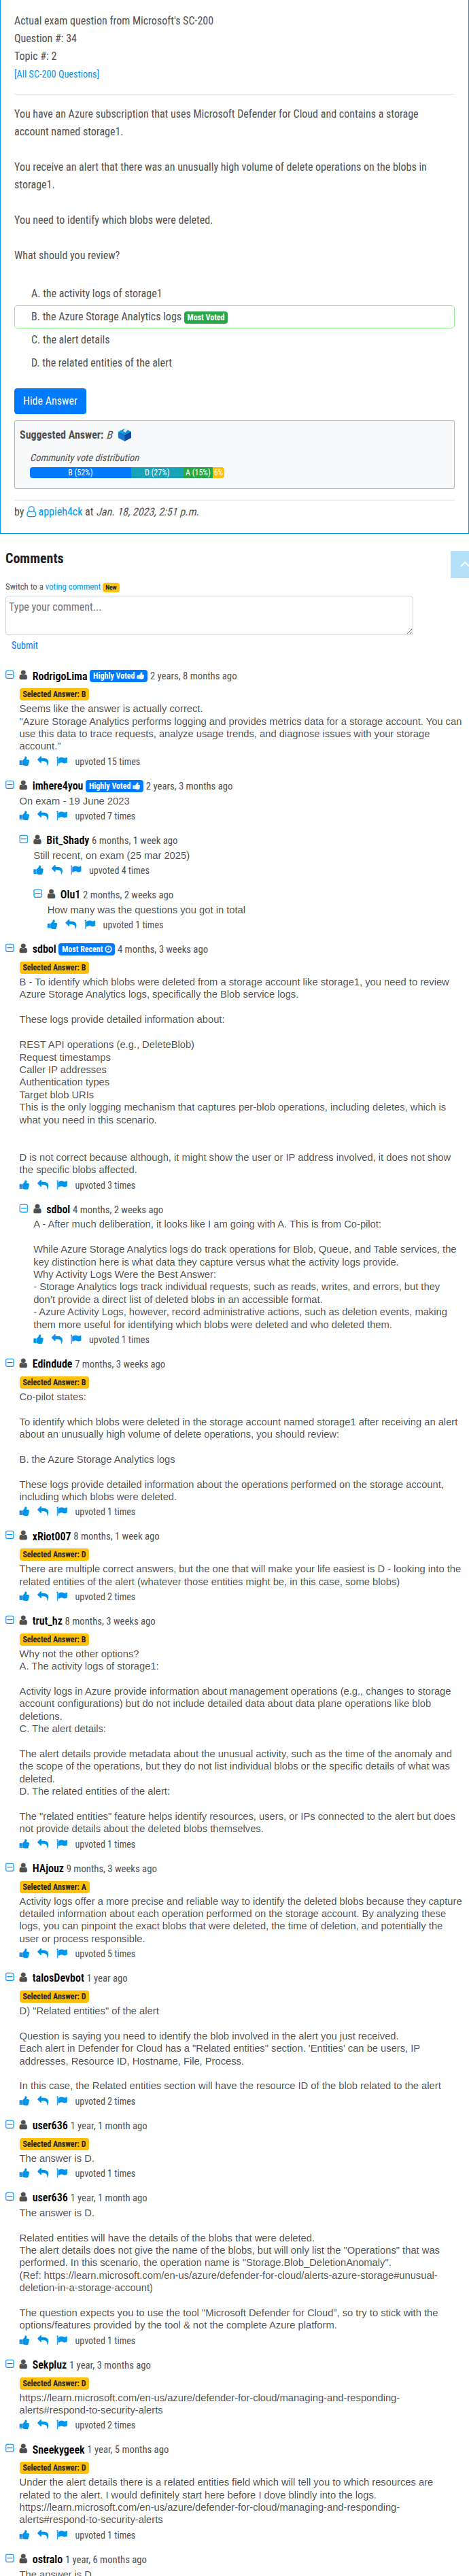 Actual exam question from Microsoft's SC-200
Question #: 34
Topic #: 2
[All SC-200 Questions]
You have an Azure subscription that uses Microsoft Defender for Cloud and contains a storage
account named storage1.
You receive an alert that there was an unusually high volume of delete operations on the blobs in
storage1.
You need to identify which blobs were deleted.
What should you review?
A. the activity logs of storage1
B. the Azure Storage Analytics logs Most Voted
C. the alert details
D. the related entities of the alert
Hide Answer
Suggested Answer: B
Community vote distribution
B (52%) D (27%) A (15%) 6%
by appieh4ck at Jan. 18, 2023, 2:51 p.m.
Comments
Switch to a voting comment New
Type your comment...
Submit
RodrigoLima Highly Voted 2 years, 8 months ago
Selected Answer: B
Seems like the answer is actually correct.
"Azure Storage Analytics performs logging and provides metrics data for a storage account. You can
use this data to trace requests, analyze usage trends, and diagnose issues with your storage
account."
upvoted 15 times
imhere4you Highly Voted 2 years, 3 months ago
On exam - 19 June 2023
upvoted 7 times
Bit_Shady 6 months, 1 week ago
Still recent, on exam (25 mar 2025)
upvoted 4 times
Olu1 2 months, 2 weeks ago
How many was the questions you got in total
upvoted 1 times
sdbol Most Recent 4 months, 3 weeks ago
Selected Answer: B
B - To identify which blobs were deleted from a storage account like storage1, you need to review
Azure Storage Analytics logs, specifically the Blob service logs.
These logs provide detailed information about:
REST API operations (e.g., DeleteBlob)
Request timestamps
Caller IP addresses
Authentication types
Target blob URIs
This is the only logging mechanism that captures per-blob operations, including deletes, which is
what you need in this scenario.
D is not correct because although, it might show the user or IP address involved, it does not show
the specific blobs affected.
upvoted 3 times
sdbol 4 months, 2 weeks ago
A - After much deliberation, it looks like I am going with A. This is from Co-pilot:
While Azure Storage Analytics logs do track operations for Blob, Queue, and Table services, the
key distinction here is what data they capture versus what the activity logs provide.
Why Activity Logs Were the Best Answer:
- Storage Analytics logs track individual requests, such as reads, writes, and errors, but they
don't provide a direct list of deleted blobs in an accessible format.
- Azure Activity Logs, however, record administrative actions, such as deletion events, making
them more useful for identifying which blobs were deleted and who deleted them.
upvoted 1 times
Edindude 7 months, 3 weeks ago
Selected Answer: B
Co-pilot states:
To identify which blobs were deleted in the storage account named storage1 after receiving an alert
about an unusually high volume of delete operations, you should review:
B. the Azure Storage Analytics logs
These logs provide detailed information about the operations performed on the storage account,
including which blobs were deleted.
upvoted 1 times
xRiot007 8 months, 1 week ago
Selected Answer: D
There are multiple correct answers, but the one that will make your life easiest is D - looking into the
related entities of the alert (whatever those entities might be, in this case, some blobs)
upvoted 2 times
trut_hz 8 months, 3 weeks ago
Selected Answer: B
Why not the other options?
A. The activity logs of storage1:
Activity logs in Azure provide information about management operations (e.g., changes to storage
account configurations) but do not include detailed data about data plane operations like blob
deletions.
C. The alert details:
The alert details provide metadata about the unusual activity, such as the time of the anomaly and
the scope of the operations, but they do not list individual blobs or the specific details of what was
deleted.
D. The related entities of the alert:
The "related entities" feature helps identify resources, users, or IPs connected to the alert but does
not provide details about the deleted blobs themselves.
upvoted 1 times
HAjouz 9 months, 3 weeks ago
Selected Answer: A
Activity logs offer a more precise and reliable way to identify the deleted blobs because they capture
detailed information about each operation performed on the storage account. By analyzing these
logs, you can pinpoint the exact blobs that were deleted, the time of deletion, and potentially the
user or process responsible.
upvoted 5 times
talosDevbot 1 year ago
Selected Answer: D
D) "Related entities" of the alert
Question is saying you need to identify the blob involved in the alert you just received.
Each alert in Defender for Cloud has a "Related entities" section. 'Entities' can be users, IP
addresses, Resource ID, Hostname, File, Process.
In this case, the Related entities section will have the resource ID of the blob related to the alert
upvoted 2 times
user636 1 year, 1 month ago
Selected Answer: D
The answer is D.
upvoted 1 times
user636 1 year, 1 month ago
The answer is D.
Related entities will have the details of the blobs that were deleted.
The alert details does not give the name of the blobs, but will only list the "Operations" that was
performed. In this scenario, the operation name is "Storage.Blob_DeletionAnomaly".
(Ref: https://learn.microsoft.com/en-us/azure/defender-for-cloud/alerts-azure-storage#unusual-
deletion-in-a-storage-account)
The question expects you to use the tool "Microsoft Defender for Cloud", so try to stick with the
options/features provided by the tool & not the complete Azure platform.
upvoted 1 times
Sekpluz 1 year, 3 months ago
Selected Answer: D
https://learn.microsoft.com/en-us/azure/defender-for-cloud/managing-and-responding-
alerts#respond-to-security-alerts
upvoted 2 times
Sneekygeek 1 year, 5 months ago
Selected Answer: D
Under the alert details there is a related entities field which will tell you to which resources are
related to the alert. I would definitely start here before I dove blindly into the logs.
https://learn.microsoft.com/en-us/azure/defender-for-cloud/managing-and-responding-
alerts#respond-to-security-alerts
upvoted 1 times
ostralo 1 year, 6 months ago
The answer is D